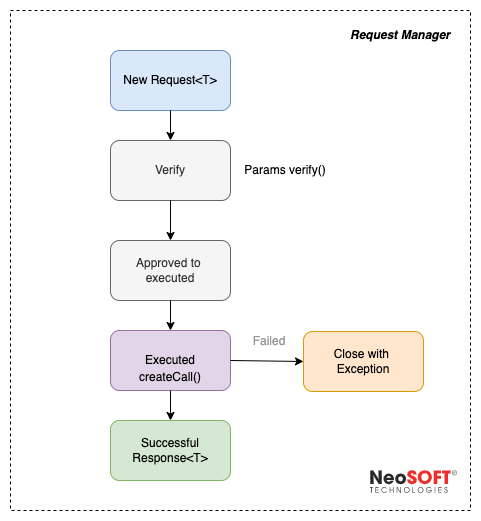 Request Manager
New Request<T>
Verify
Params verify()
Approved to
executed
Executed
createCall()
Failed
Close with
Exception
Successful
Response<T>
NeoSOFT®
TECHNOLOGIES